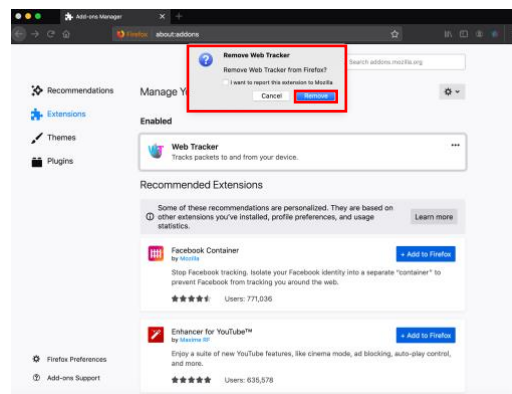 Add-ons Manager
Firefox about:addons
Remove Web Tracker
Remove Web Tracker from Firefox?
I want to report this extension to Mozilla
Cancel
Remove
Search addons.mozilla.org
Recommendations
Extensions
Themes
Plugins
Manage Y
Enabled
Web Tracker
Tracks packets to and from your device.
Recommended Extensions
Some of these recommendations are personalized. They are based on
other extensions you've installed, profile preferences, and usage
statistics.
Learn more
Facebook Container
by Mozilla
+ Add to Firefox
Stop Facebook tracking. Isolate your Facebook identity into a separate "container" to
prevent Facebook from tracking you around the web.
Users: 771,036
Enhancer for YouTube™
by Maxime RF
+ Add to Firefox
Enjoy a suite of new YouTube features, like cinema mode, ad blocking, auto-play control,
and more.
Users: 635,578
Firefox Preferences
Add-ons Support